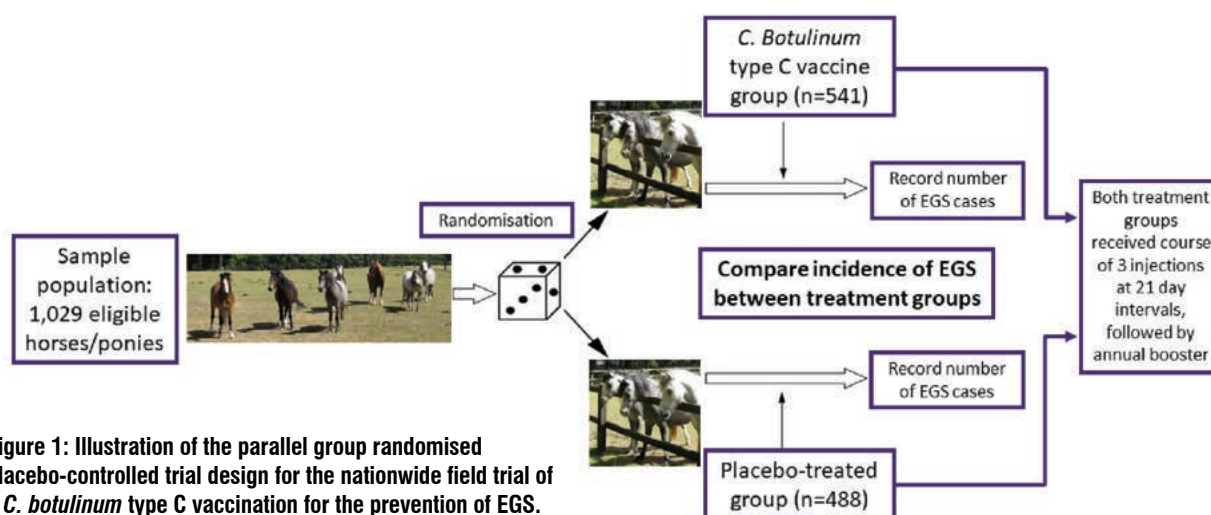 C. Botulinum
type C vaccine
group (n=541)
Record number
of EGS cases
Randomisation
Sample
population:
1,029 eligible
horses/ponies
Compare incidence of EGS
between treatment groups
Both treatment
groups
received course
of 3 injections
at 21 day
intervals,
followed by
annual booster
Record number
of EGS cases
Placebo-treated
group (n=488)
igure 1: Illustration of the parallel group randomised
lacebo-controlled trial design for the nationwide field trial of
C. botulinum type C vaccination for the prevention of EGS.